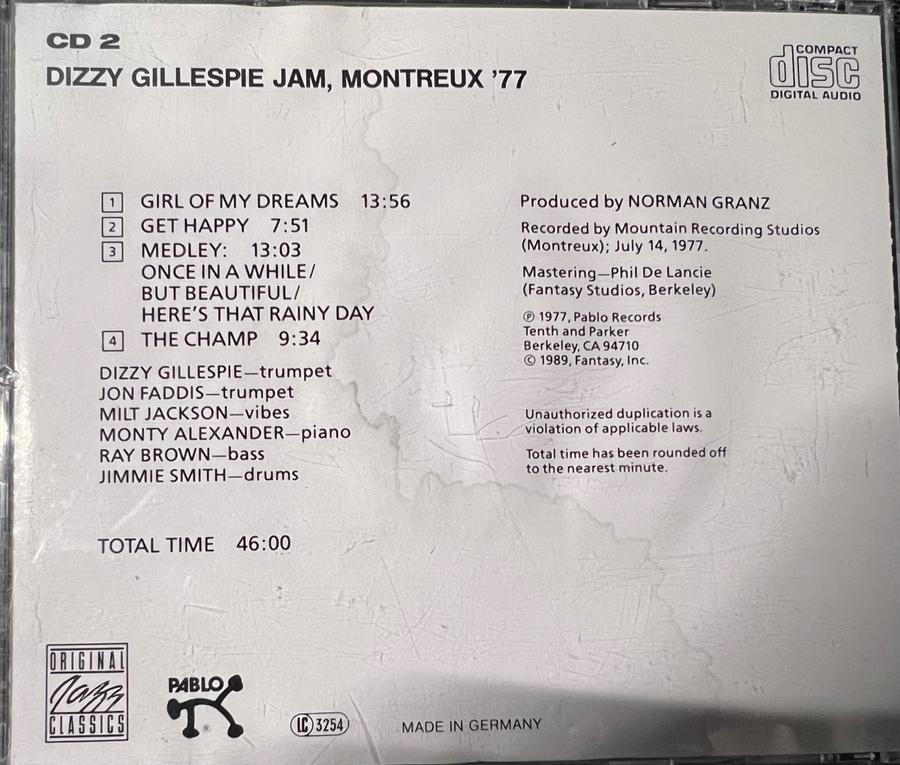 CD 2
DIZZY GILLESPIE JAM, MONTREUX '77
COMPACT
disc
DIGITAL AUDIO
1 GIRL OF MY DREAMS 13:56
2 GET HAPPY 7:51
3 MEDLEY: 13:03
ONCE IN A WHILE/
BUT BEAUTIFUL/
HERE'S THAT RAINY DAY
4 THE CHAMP 9:34
DIZZY GILLESPIE—trumpet
JON FADDIS—trumpet
MILT JACKSON—vibes
MONTY ALEXANDER—piano
RAY BROWN—bass
JIMMIE SMITH—drums
TOTAL TIME 46:00
Produced by NORMAN GRANZ
Recorded by Mountain Recording Studios
(Montreux); July 14, 1977.
Mastering—Phil De Lancie
(Fantasy Studios, Berkeley)
℗ 1977, Pablo Records
Tenth and Parker
Berkeley, CA 94710
© 1989, Fantasy, Inc.
Unauthorized duplication is a
violation of applicable laws.
Total time has been rounded off
to the nearest minute.
ORIGINAL
Jazz
CLASSICS
PABLO
®
LC 3254
MADE IN GERMANY